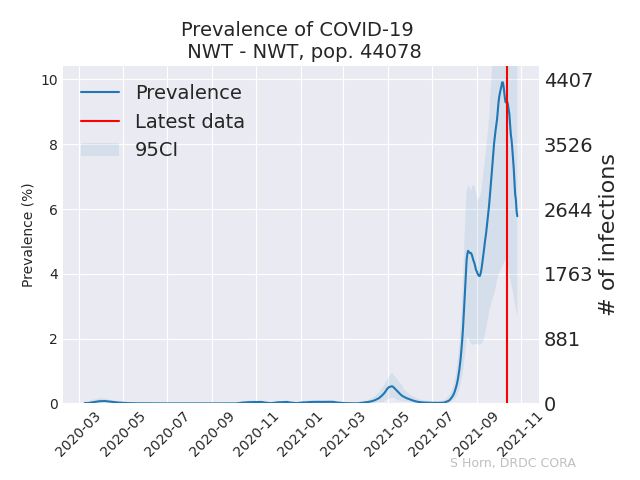 Prevalence of COVID-19
NWT - NWT, pop. 44078
Prevalence
Latest data
95CI
Prevalence (%)
10
8
6
4
2
0
4407
3526
2644
1763
881
0
# of infections
2020-03
2020-05
2020-07
2020-09
2020-11
2021-01
2021-03
2021-05
2021-07
2021-09
2021-11
S Horn, DRDC CORA